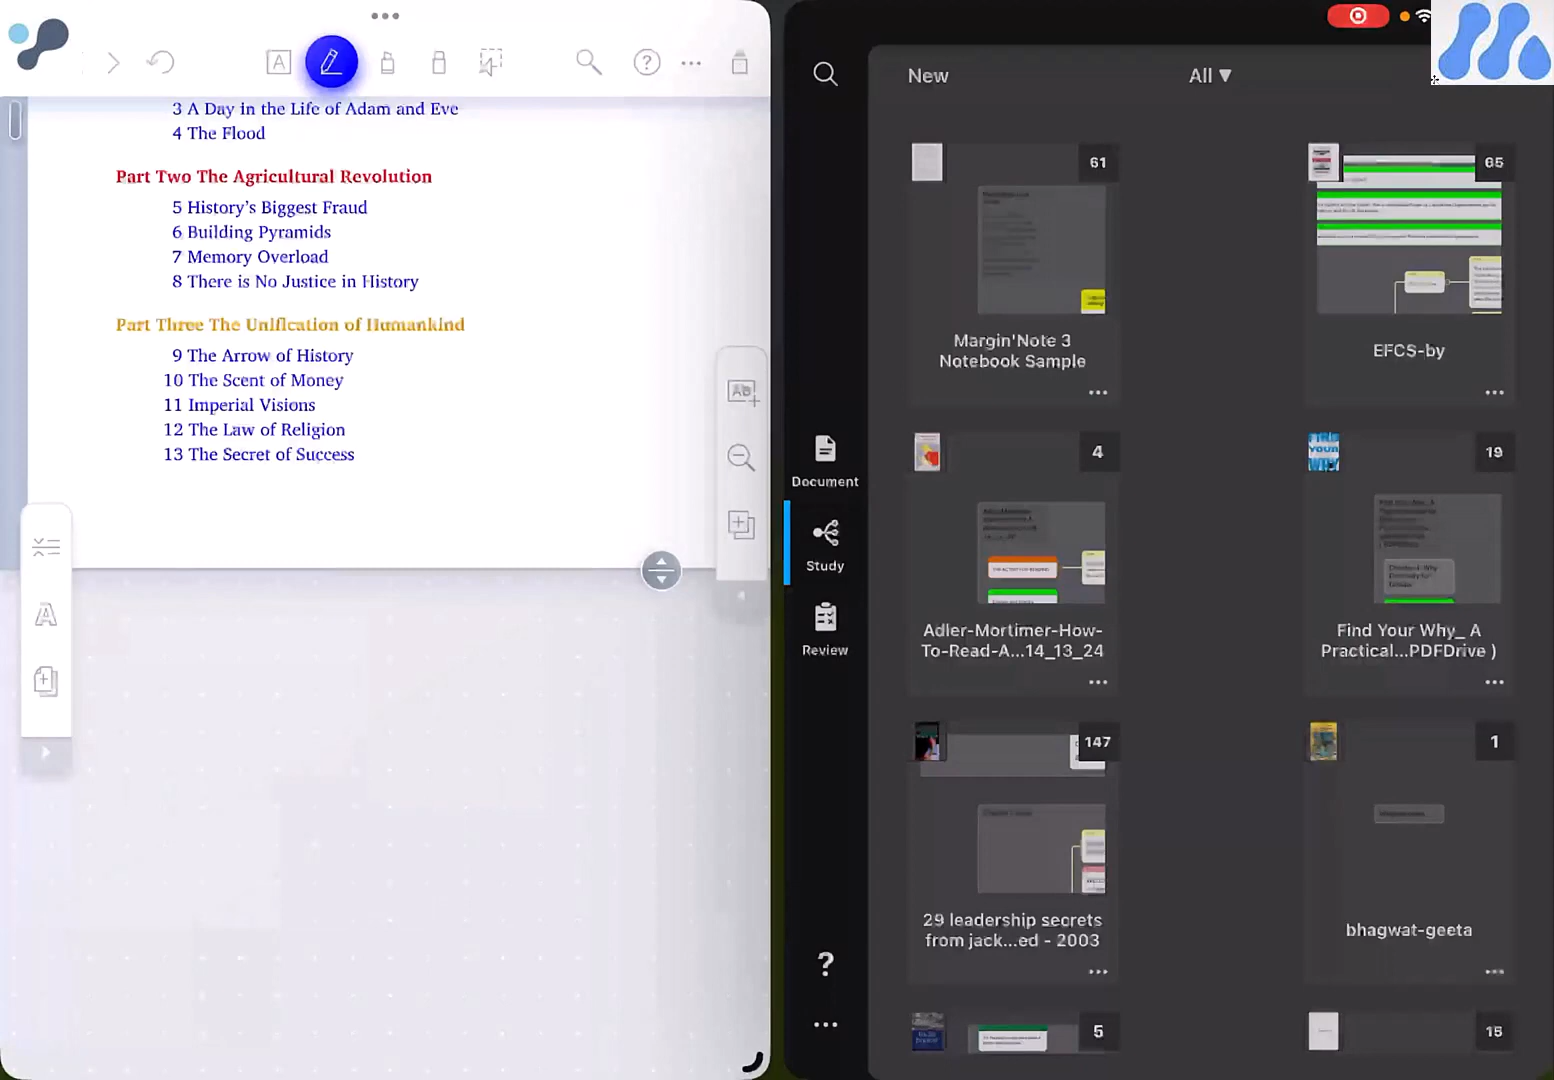 A
3 A Day in the Life of Adam and Eve
4 The Flood
Part Two The Agricultural Revolution
5 History's Biggest Fraud
6 Building Pyramids
7 Memory Overload
8 There is No Justice in History
Part Three The Unification of Humankind
9 The Arrow of History
10 The Scent of Money
11 Imperial Visions
12 The Law of Religion
13 The Secret of Success
AB
A
Document
Study
Review
?
New
All ▼
61
65
Margin'Note 3
Notebook Sample
EFCS-by
4
19
Adler-Mortimer-How-
To-Read-A...14_13_24
Find Your Why_ A
Practical...PDFDrive )
147
1
29 leadership secrets
from jack...ed - 2003
bhagwat-geeta
5
15